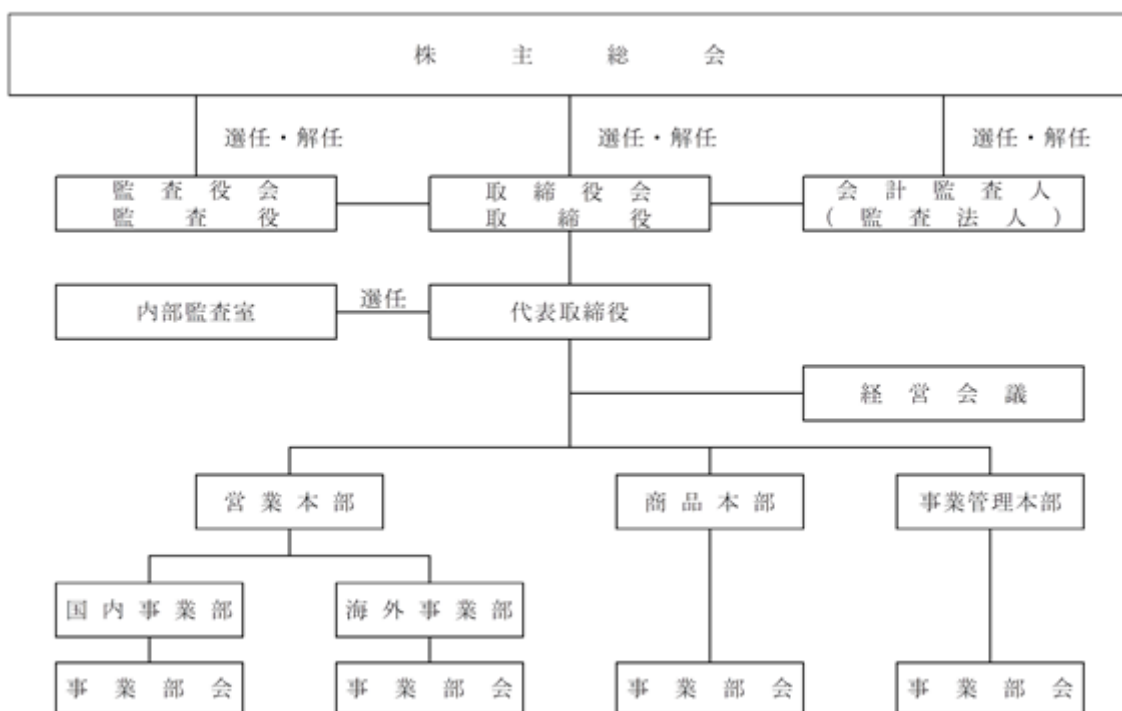 株主総会
選任・解任
選任・解任
選任・解任
監査役会
監査役
取締役会
取締役
会計監査人
(監査法人)
内部監査室
選任
代表取締役
経営会議
営業本部
商品本部
事業管理本部
国内事業部
海外事業部
事業部会
事業部会
事業部会
事業部会